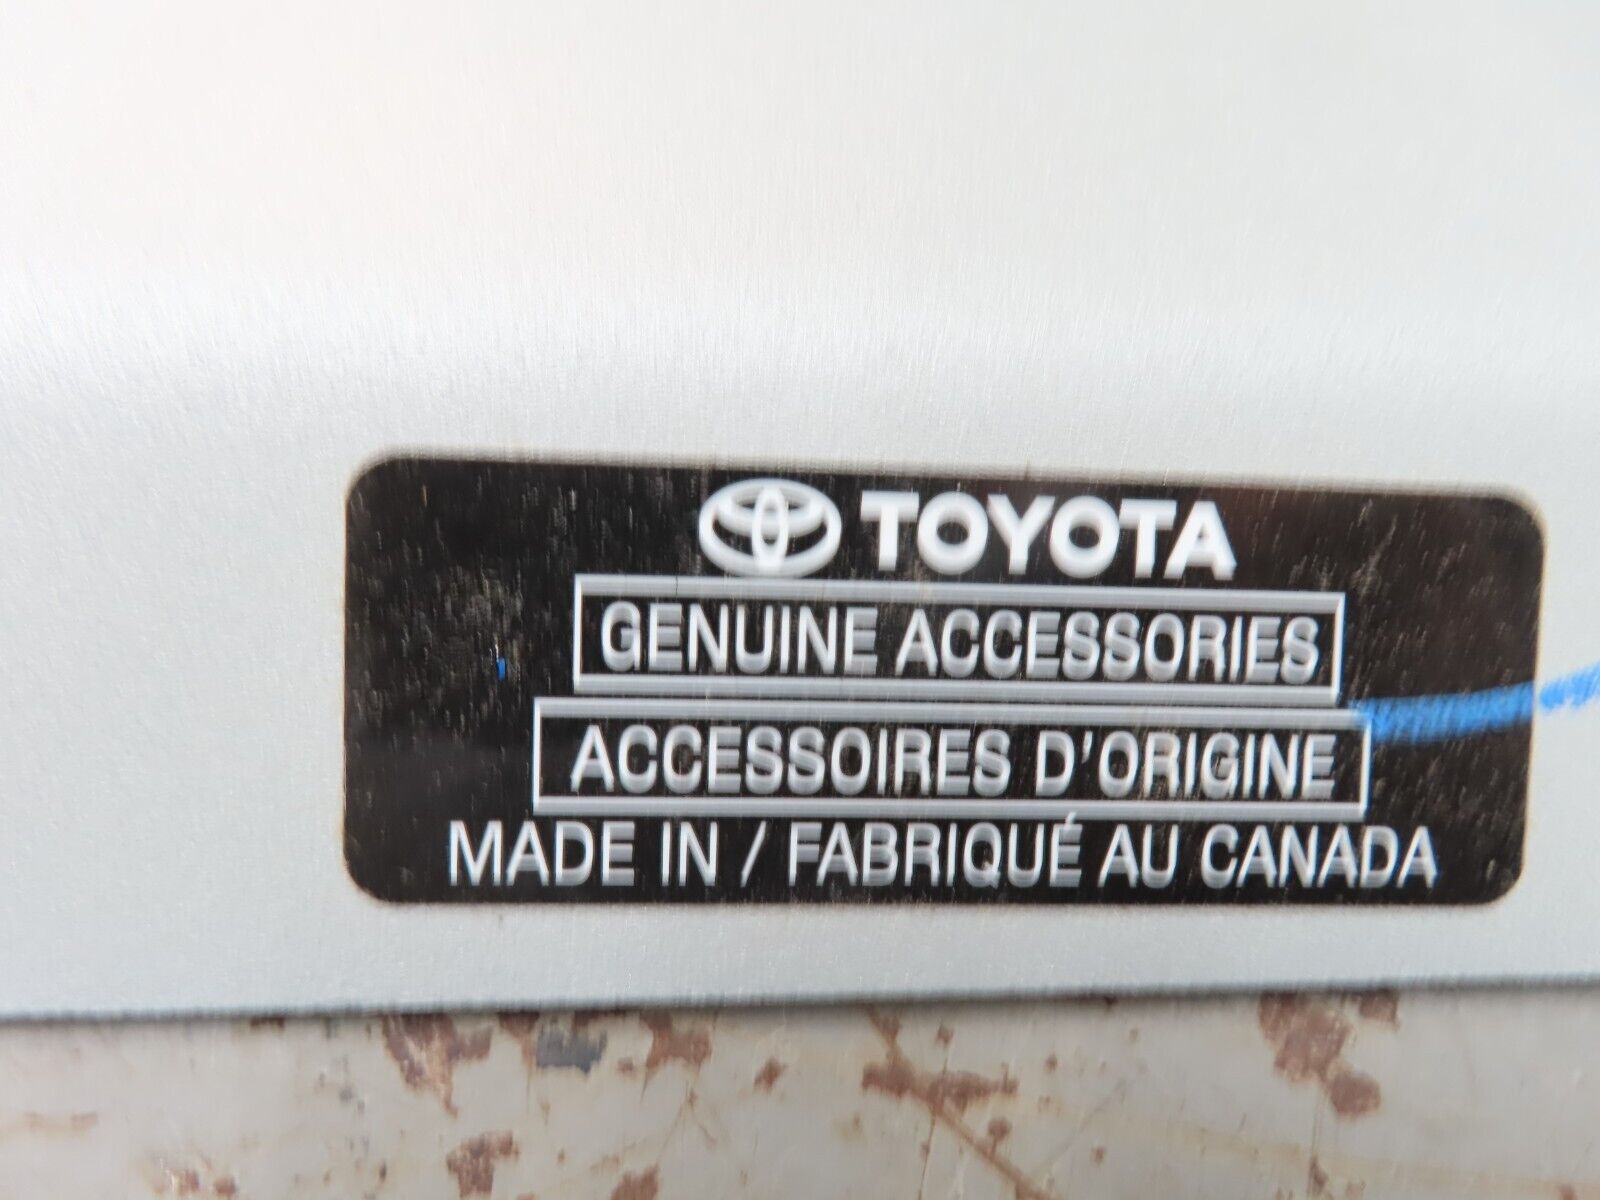 TOYOTA
GENUINE ACCESSORIES
ACCESSOIRES D'ORIGINE
MADE IN / FABRIQUÉ AU CANADA